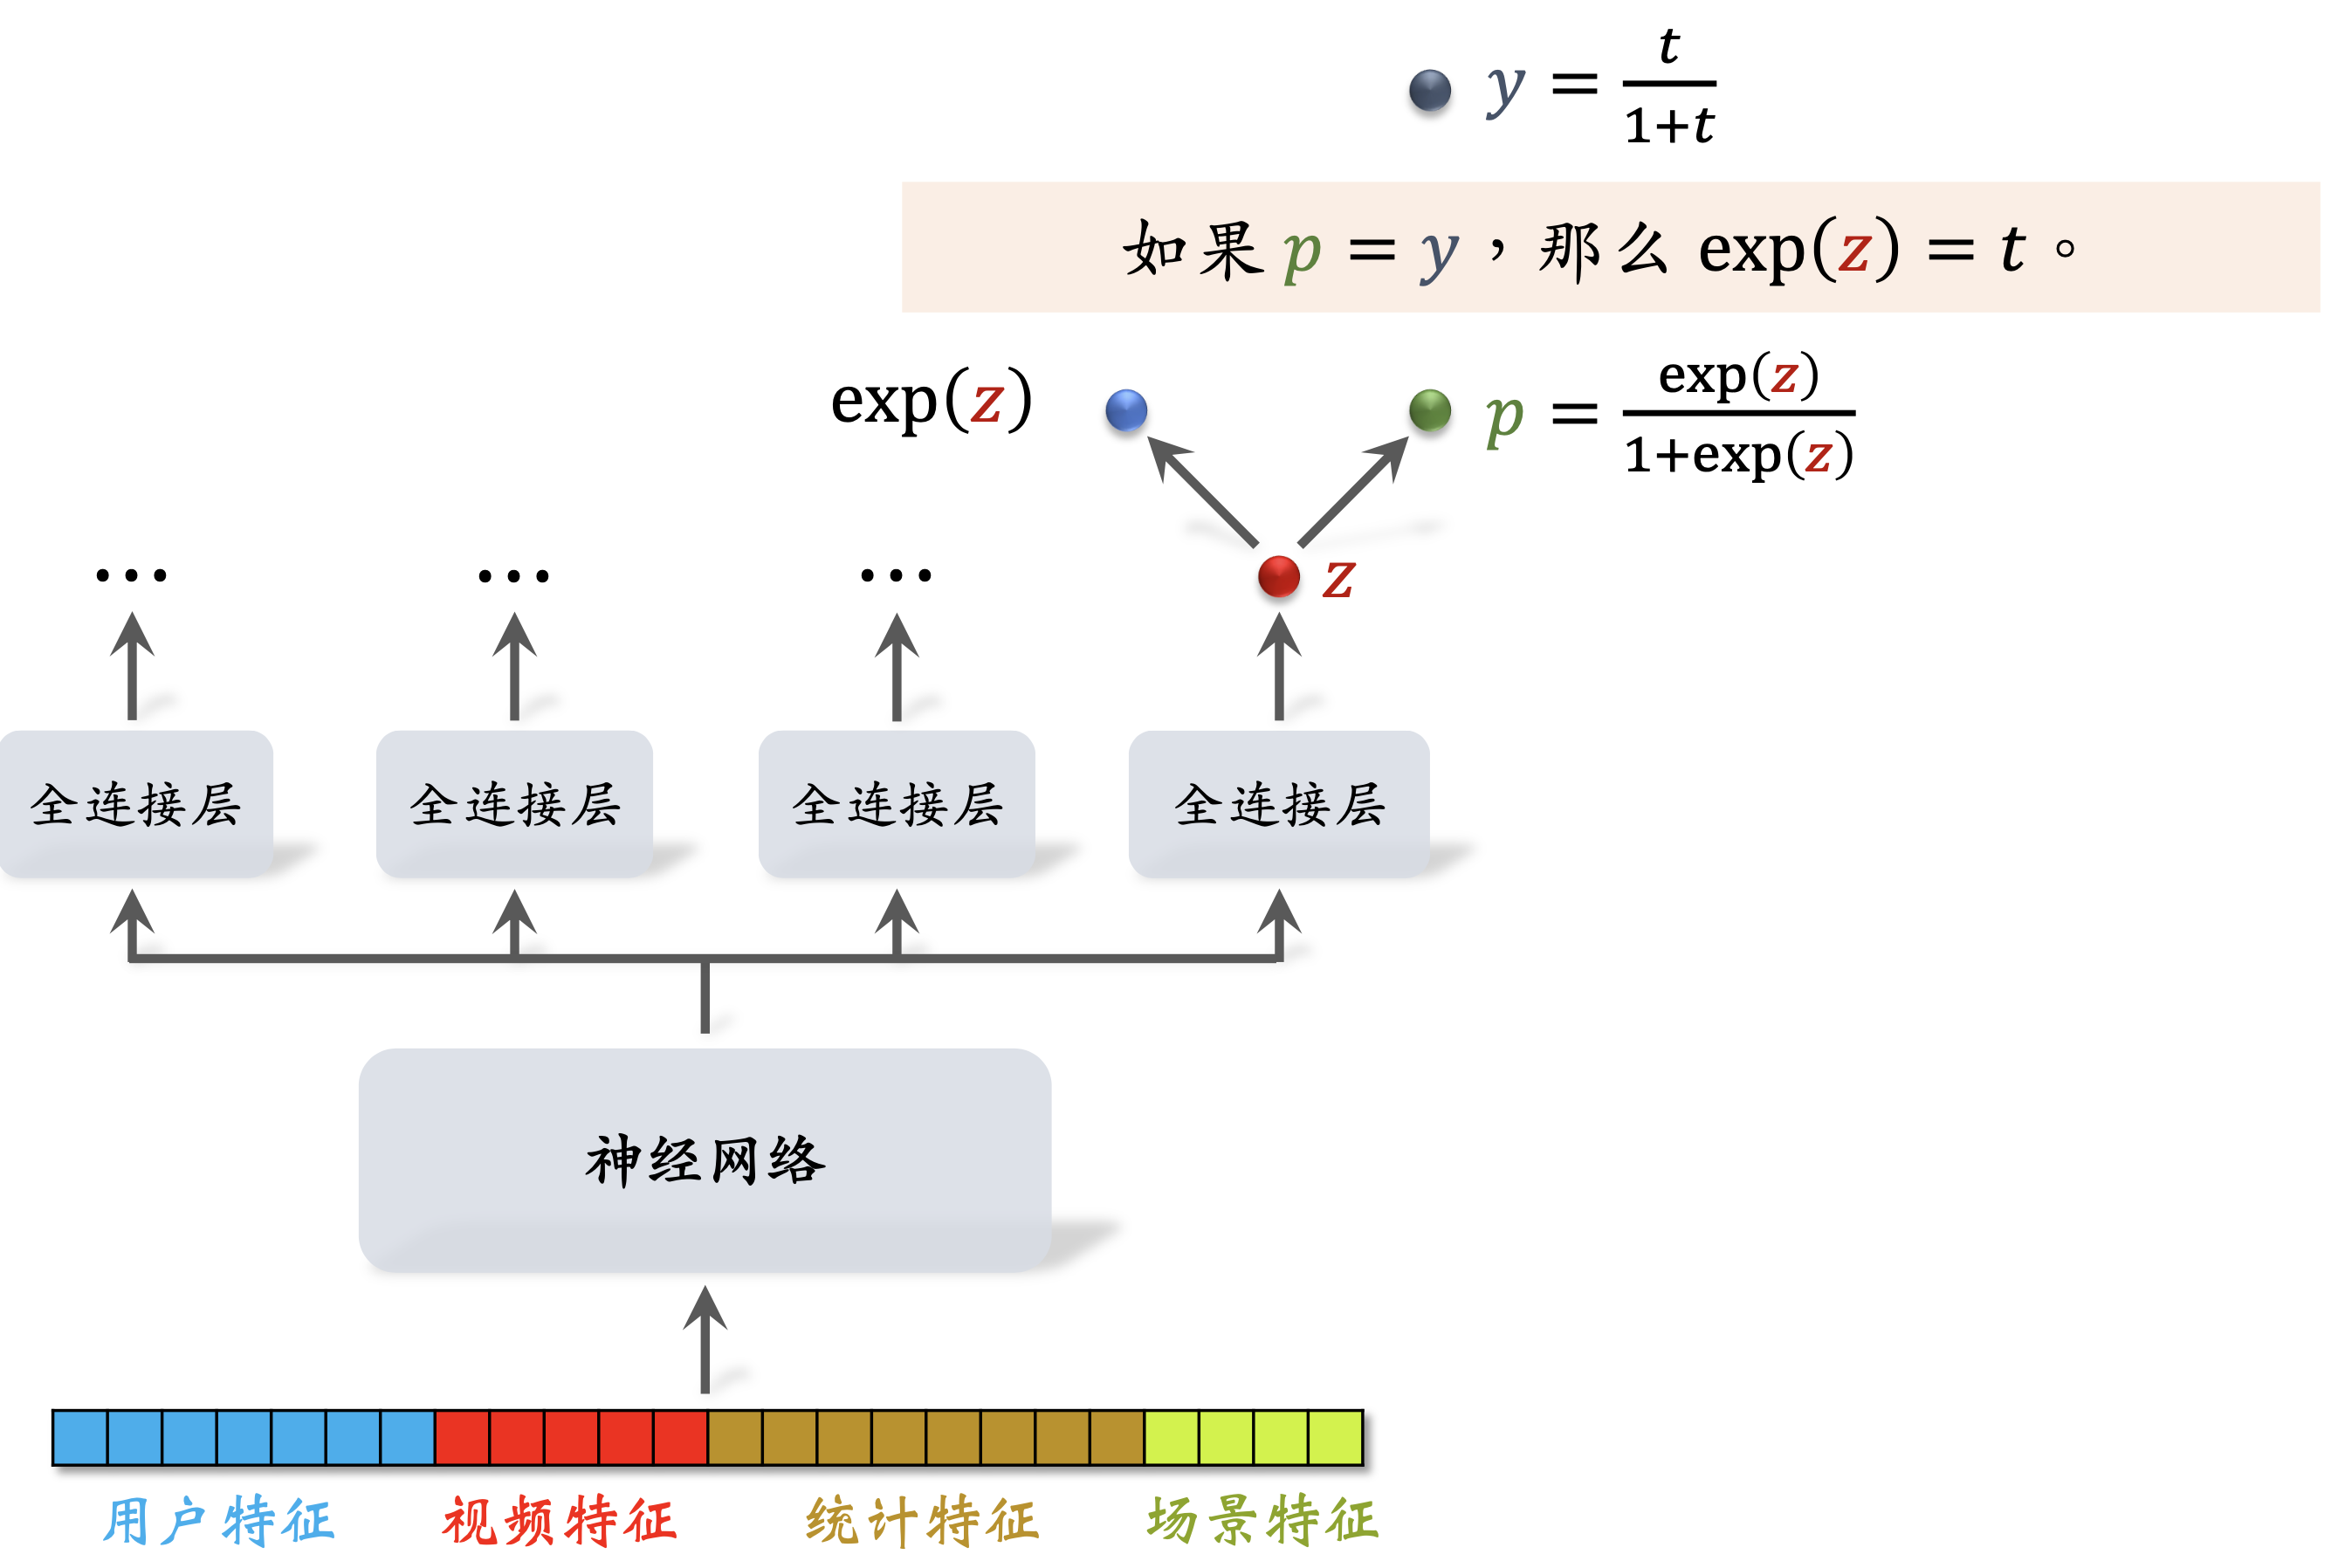 y = t / 1+t
如果 p = y，那么 exp(z) = t。
exp(z)
p = exp(z) / 1+exp(z)
... ... ... z
全连接层 全连接层 全连接层 全连接层
神经网络
用户特征 视频特征 统计特征 场景特征